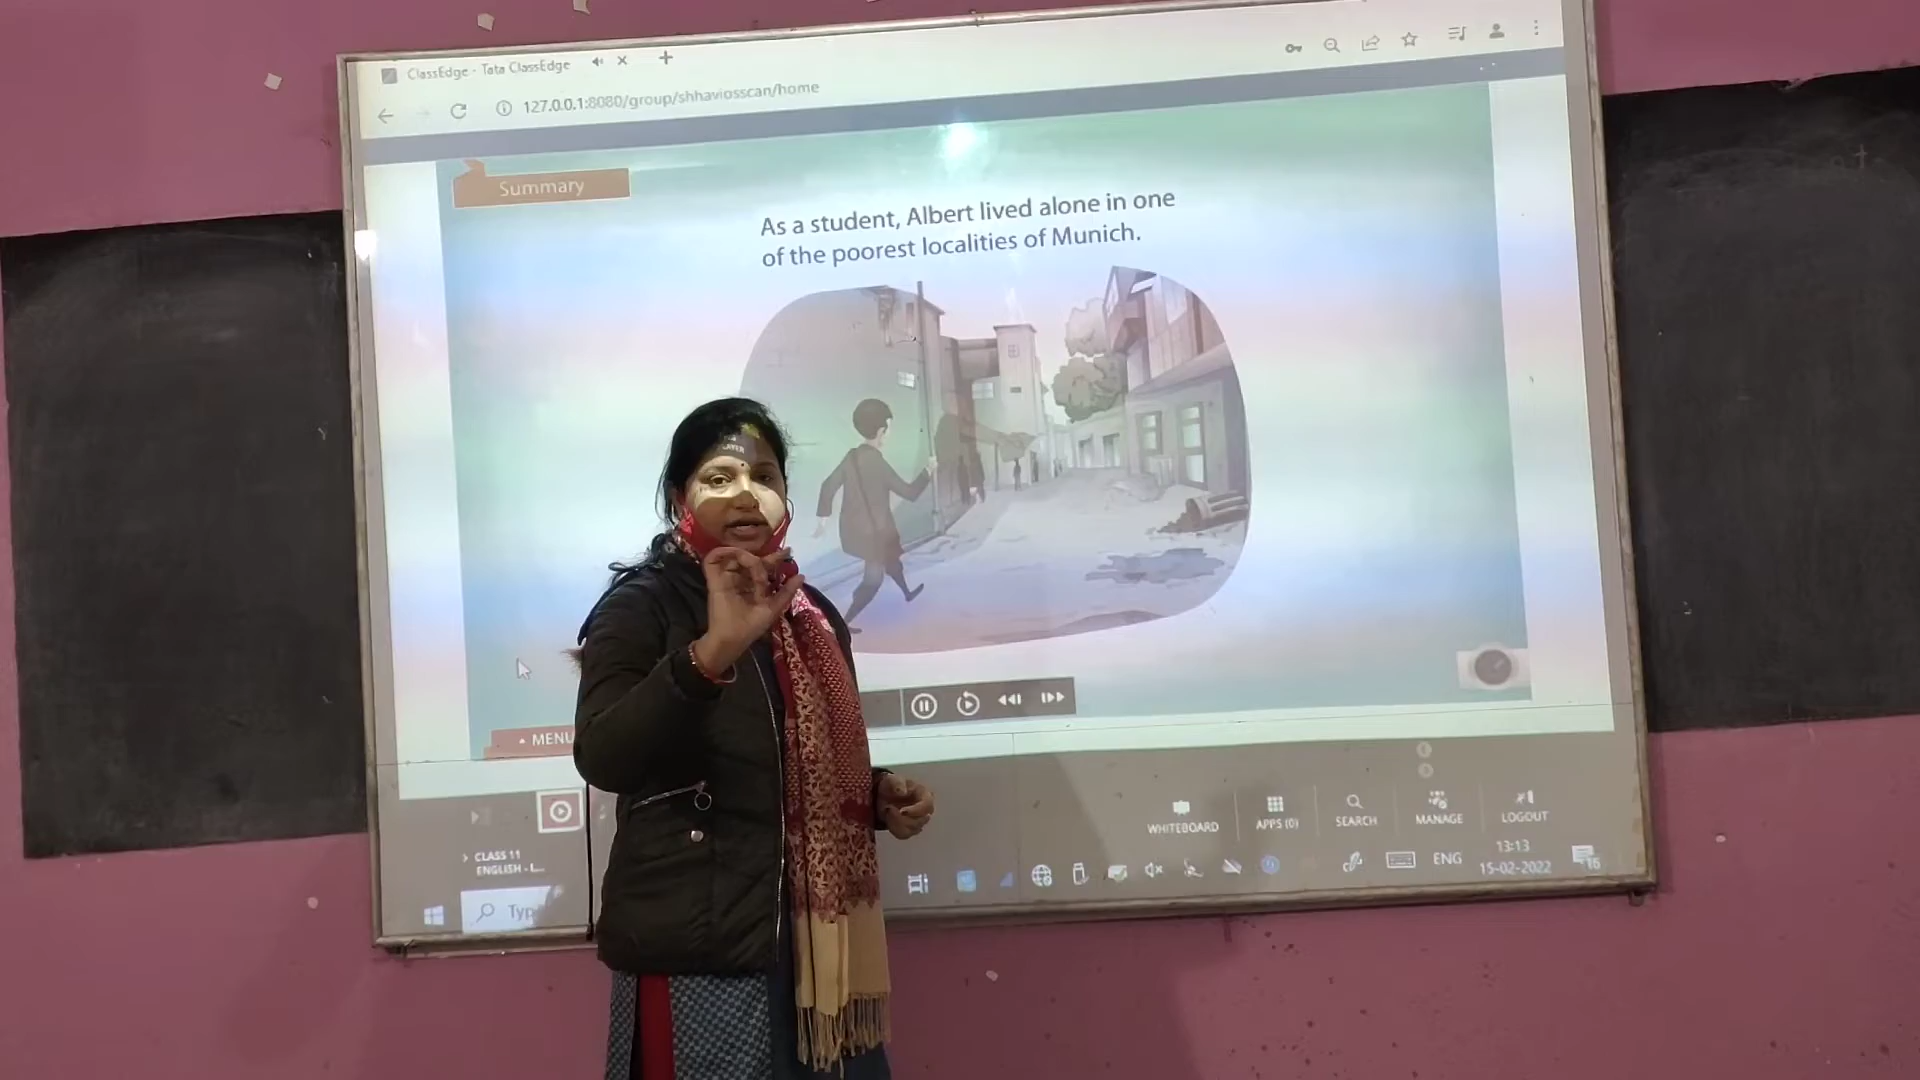 ClassEdge - Tata ClassEdge
127.0.0.1:8080/group/shhaviosscan/home
Summary
As a student, Albert lived alone in one
of the poorest localities of Munich.
MENU
WHITEBOARD
APPS (0)
SEARCH
MANAGE
LOGOUT
CLASS 11
ENGLISH - I...
ENG
13:13
15-02-2022
16